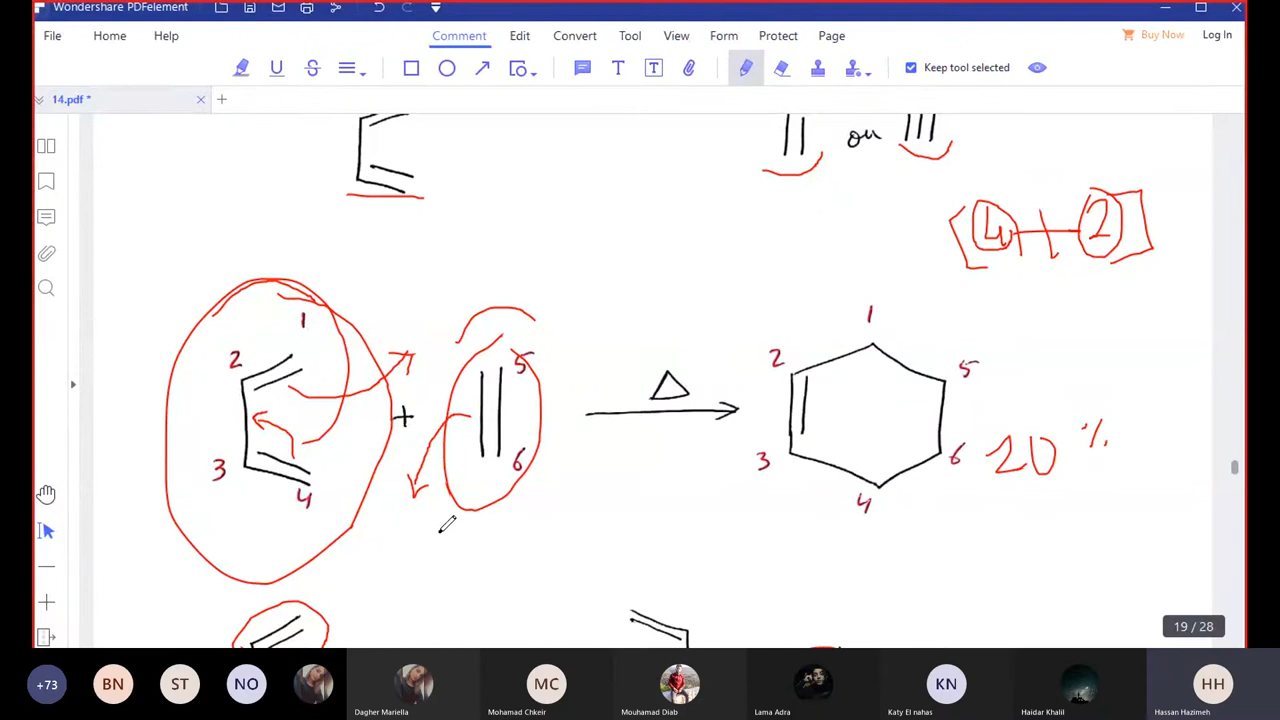 Wondershare PDFelement
File Home Help Comment Edit Convert Tool View Form Protect Page Buy Now Log In
T T Keep tool selected
14.pdf *
ou
[4+2]
1
2
3
4
+
5
6
Δ
1
2
3
4
5
6
20 %
19 / 28
+73 BN ST NO MC KN HH
Dagher Mariella Mohamad Chkeir Mouhamad Diab Lama Adra Katy El nahas Haidar Khalil Hassan Hazimeh